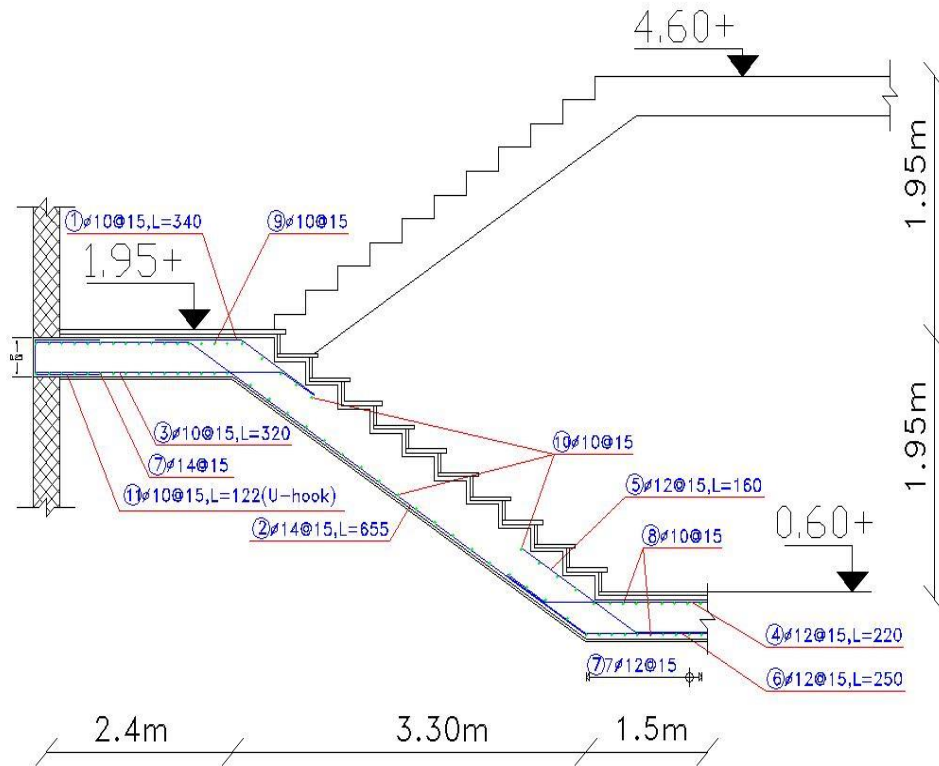 4.60+
1.95m
①ø10@15,L=340
⑨ø10@15
1.95+
③ø10@15,L=320
⑦ø14@15
⑪ø10@15,L=122(U-hook)
②ø14@15,L=655
⑩ø10@15
⑤ø12@15,L=160
1.95m
0.60+
⑧ø10@15
④ø12@15,L=220
⑦7ø12@15
⑥ø12@15,L=250
2.4m
3.30m
1.5m